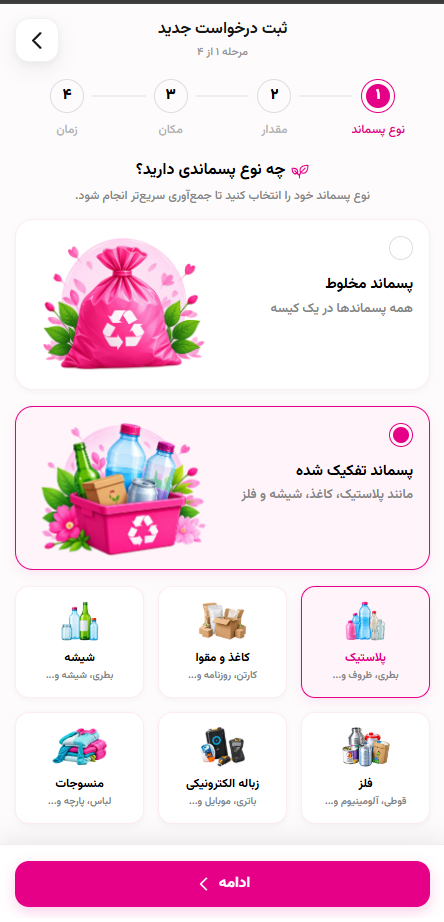 ثبت درخواست جدید
مرحله ۱ از ۴
۱
۲
۳
۴
نوع پسماند
مقدار
مکان
زمان
چه نوع پسماندی دارید؟
نوع پسماند خود را انتخاب کنید تا جمع‌آوری سریع‌تر انجام شود.
پسماند مخلوط
همه پسماندها در یک کیسه
پسماند تفکیک شده
مانند پلاستیک، کاغذ، شیشه و فلز
پلاستیک
بطری، ظروف و...
کاغذ و مقوا
کارتن، روزنامه و...
شیشه
بطری، شیشه و...
فلز
قوطی، آلومینیوم و...
زباله الکترونیکی
باتری، موبایل و...
منسوجات
لباس، پارچه و...
ادامه